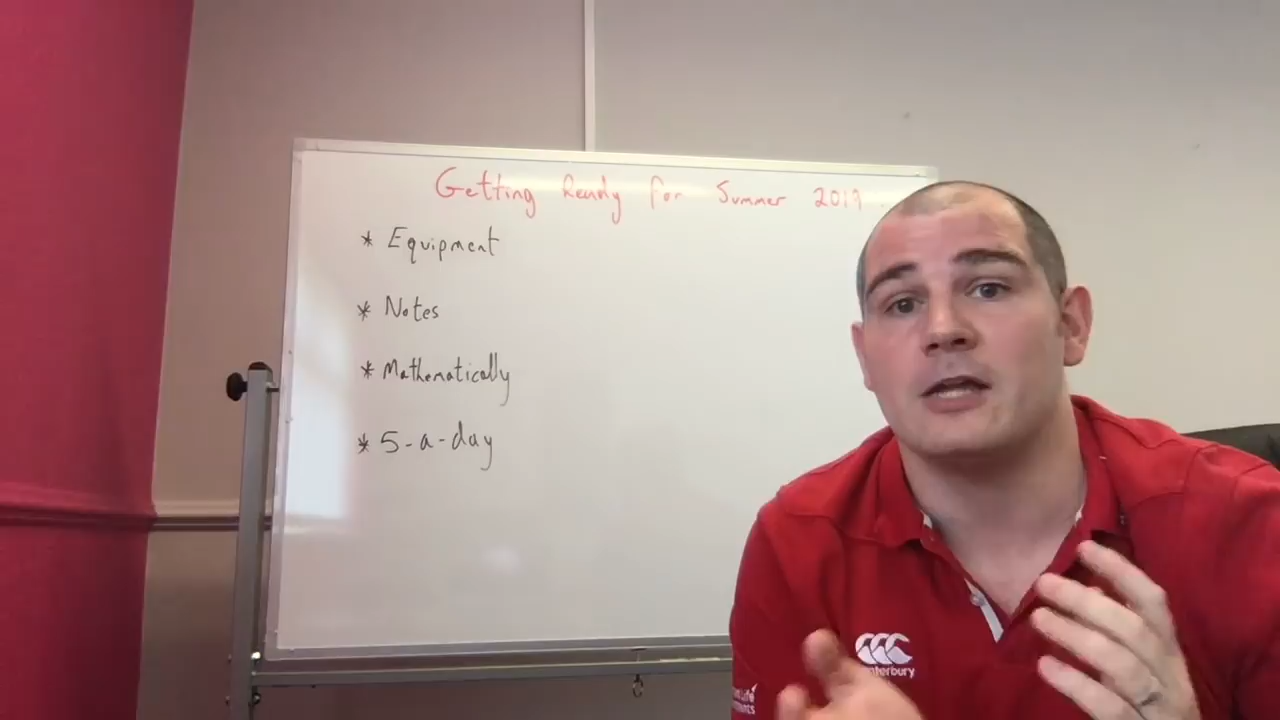 Getting Ready for Summer 2019
* Equipment
* Notes
* Mathematically
* 5-a-day